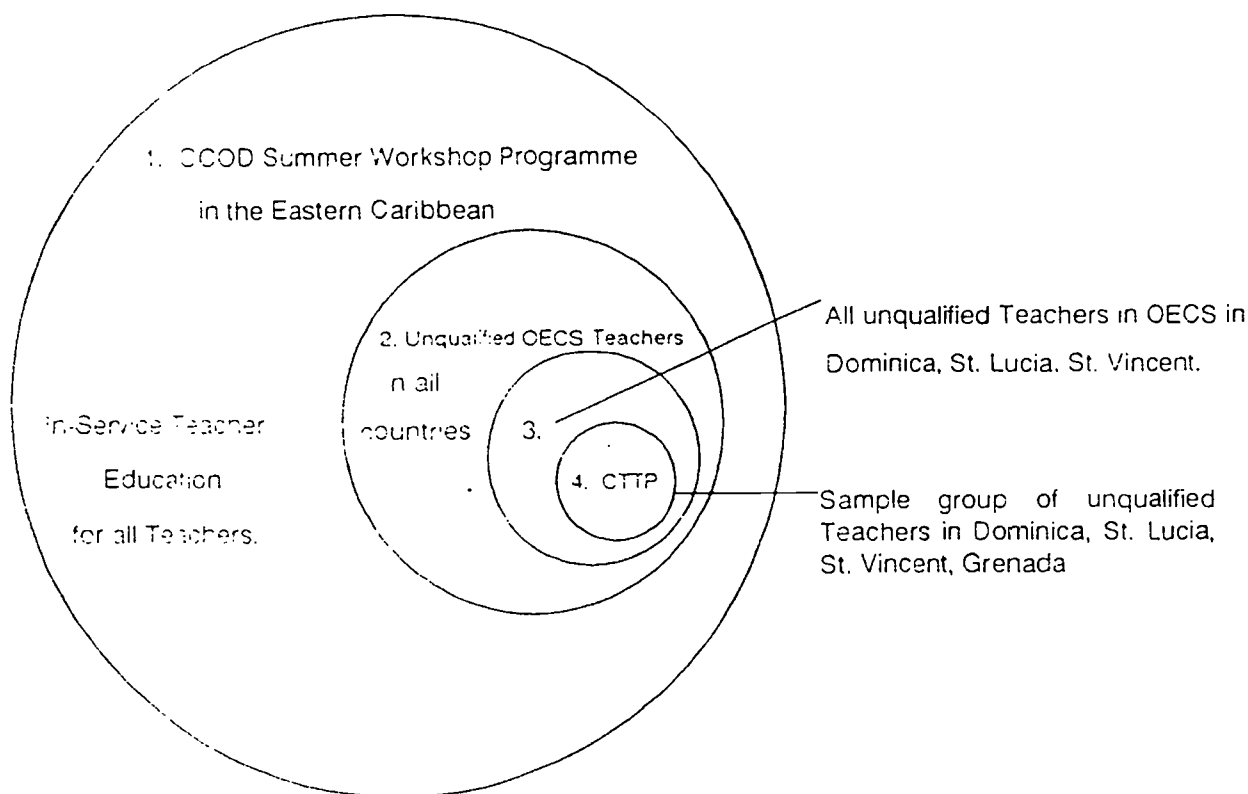 1. CCOD Summer Workshop Programme
in the Eastern Caribbean
2. Unqualified OECS Teachers
in all
countries
3.
4. CTTP
In-Service Teacher
Education
for all Teachers.
All unqualified Teachers in OECS in
Dominica, St. Lucia. St. Vincent.
Sample group of unqualified
Teachers in Dominica, St. Lucia,
St. Vincent, Grenada